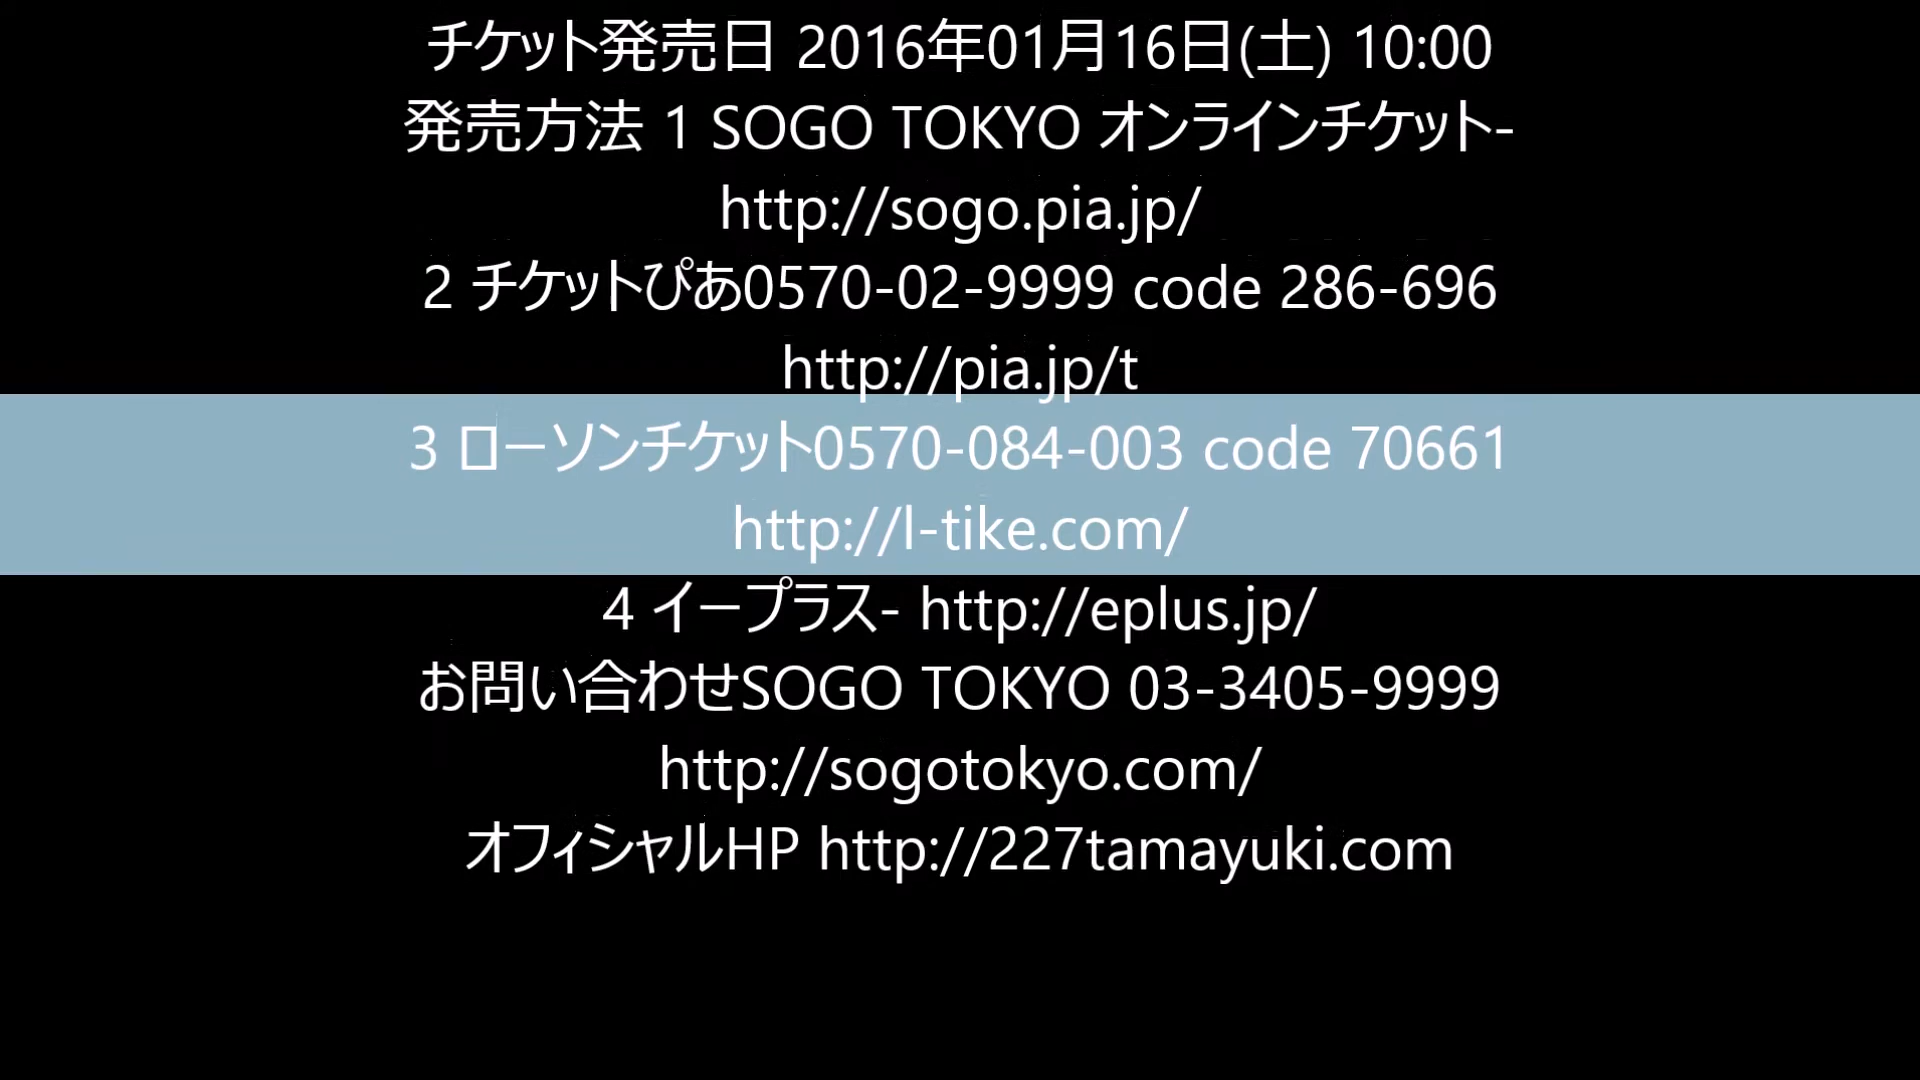 チケット発売日 2016年01月16日(土) 10:00
発売方法 1 SOGO TOKYO オンラインチケット-
http://sogo.pia.jp/
2 チケットぴあ0570-02-9999 code 286-696
http://pia.jp/t
3 ローソンチケット0570-084-003 code 70661
http://l-tike.com/
4 イープラス- http://eplus.jp/
お問い合わせSOGO TOKYO 03-3405-9999
http://sogotokyo.com/
オフィシャルHP http://227tamayuki.com